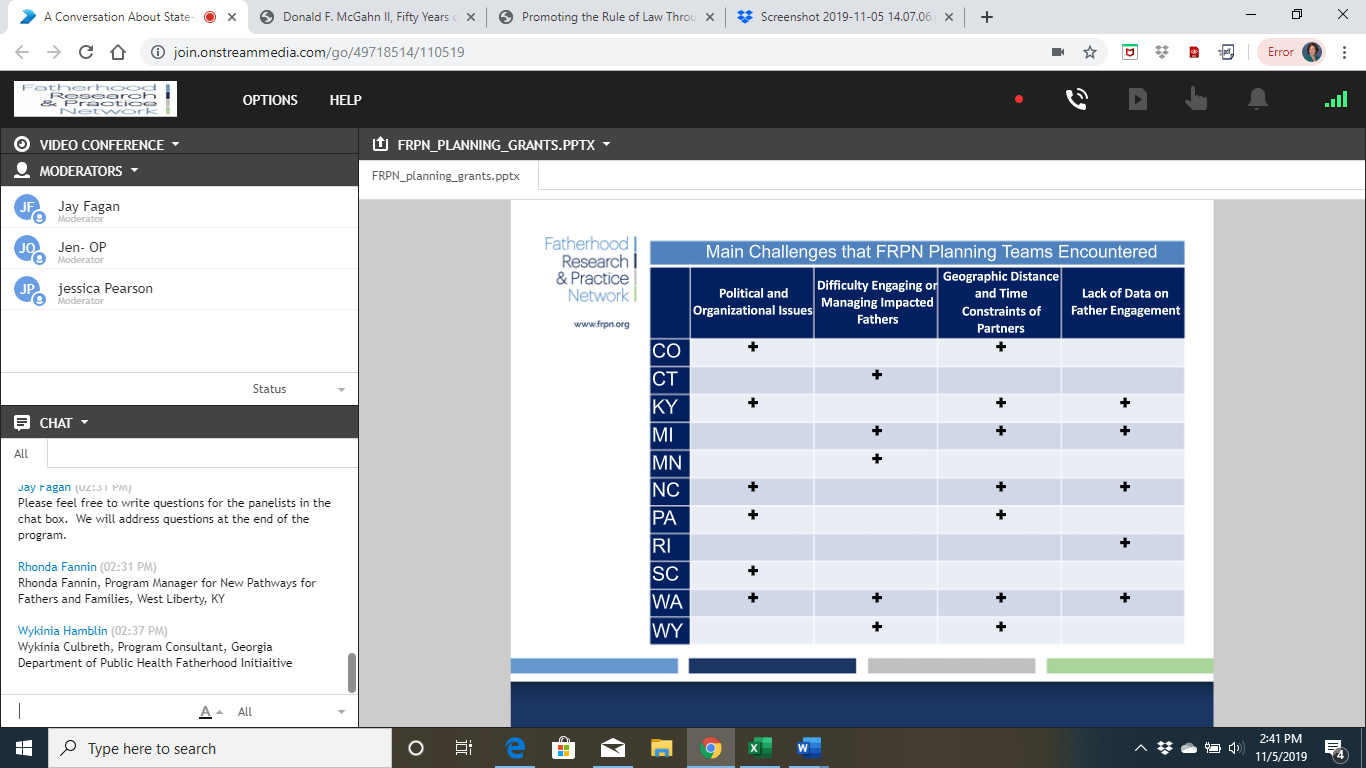 A Conversation About State-
Donald F. McGahn II, Fifty Years o
Promoting the Rule of Law Throu
Screenshot 2019-11-05 14.07.06.
join.onstreammedia.com/go/49718514/110519
Error
Fatherhood
Research
& Practice
Network
OPTIONS
HELP
VIDEO CONFERENCE
MODERATORS
JF
Jay Fagan
Moderator
JO
Jen- OP
Moderator
JP
jessica Pearson
Moderator
Status
CHAT
All
Jay Fagan (02:31 PM)
Please feel free to write questions for the panelists in the
chat box. We will address questions at the end of the
program.
Rhonda Fannin (02:31 PM)
Rhonda Fannin, Program Manager for New Pathways for
Fathers and Families, West Liberty, KY
Wykinia Hamblin (02:37 PM)
Wykinia Culbreth, Program Consultant, Georgia
Department of Public Health Fatherhood Initiaitive
A
All
FRPN_PLANNING_GRANTS.PPTX
FRPN_planning_grants.pptx
Fatherhood
Research
& Practice
Network
www.frpn.org
Main Challenges that FRPN Planning Teams Encountered
Political and
Organizational Issues
Difficulty Engaging or
Managing Impacted
Fathers
Geographic Distance
and Time
Constraints of
Partners
Lack of Data on
Father Engagement
CO + +
CT +
KY + + +
MI + + +
MN +
NC + + +
PA + +
RI +
SC +
WA + + + +
WY + +
Type here to search
2:41 PM
11/5/2019
4